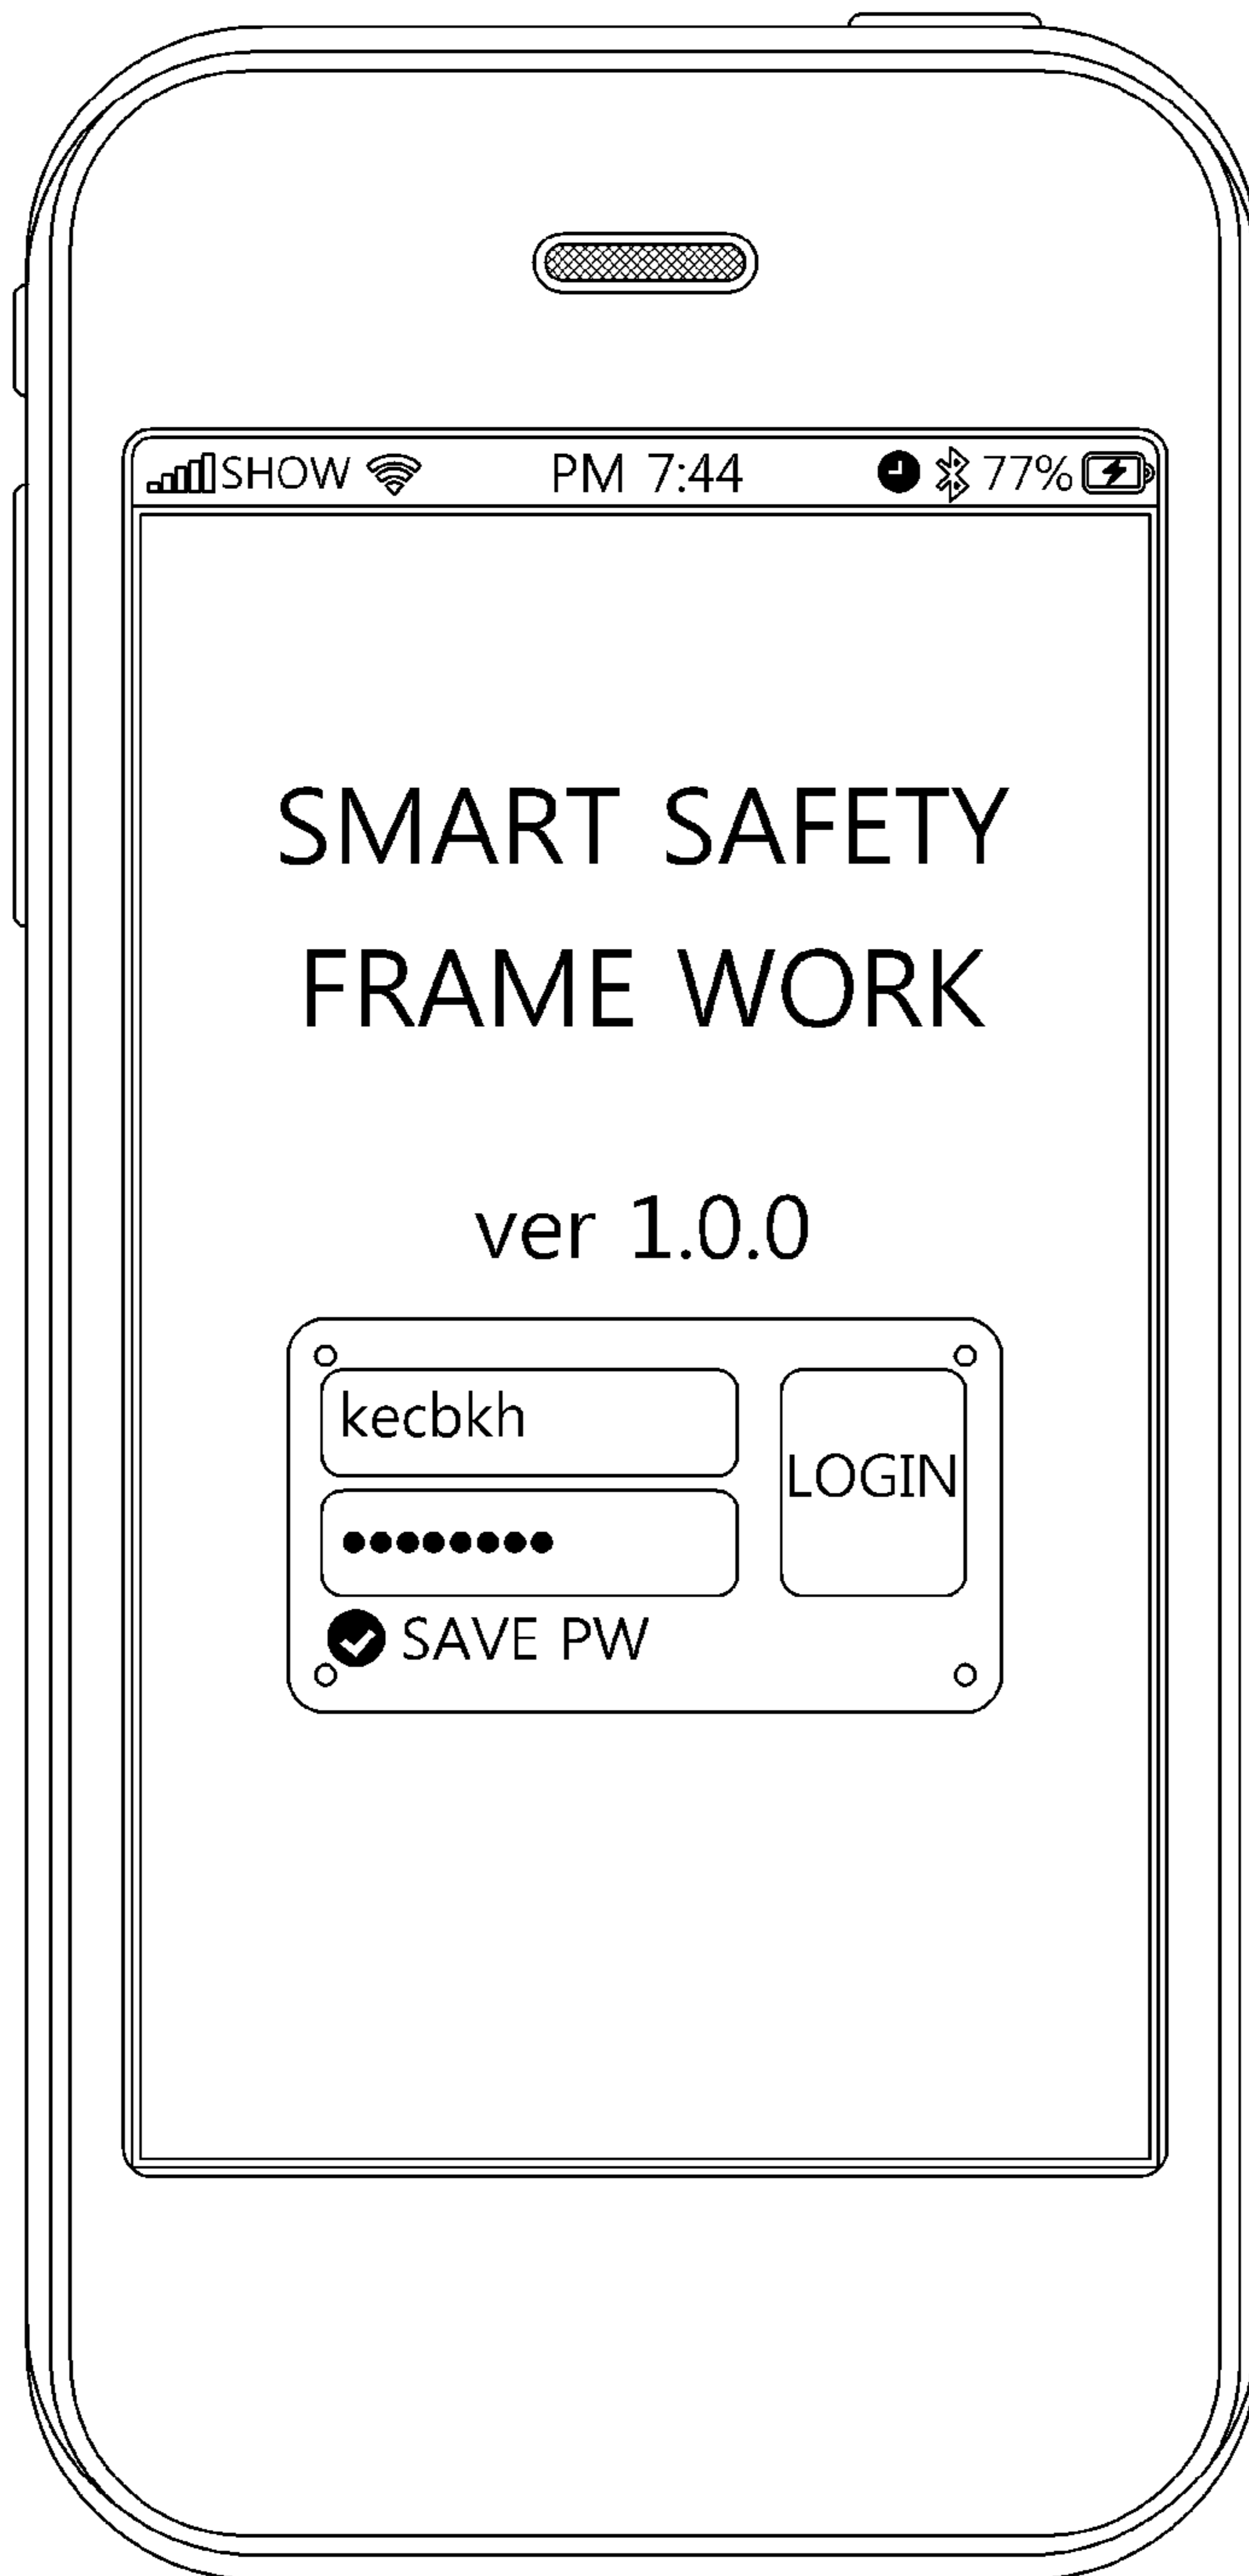 SHOW PM 7:44 77%
SMART SAFETY
FRAME WORK
ver 1.0.0
kecbkh
LOGIN
••••••••
SAVE PW